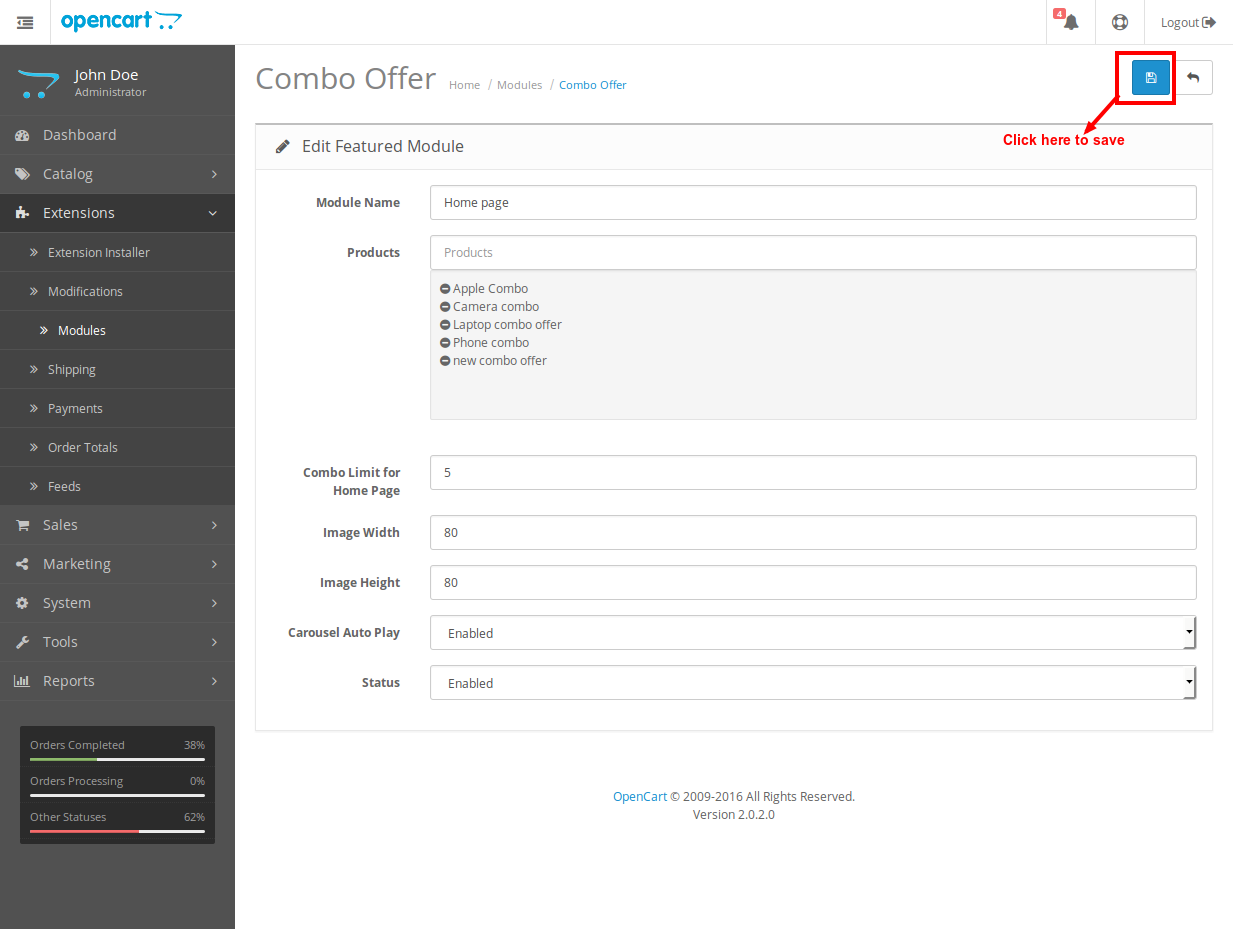 opencart
4
Logout
John Doe
Administrator
Dashboard
Catalog
Extensions
Extension Installer
Modifications
Modules
Shipping
Payments
Order Totals
Feeds
Sales
Marketing
System
Tools
Reports
Orders Completed 38%
Orders Processing 0%
Other Statuses 62%
Combo Offer
Home / Modules / Combo Offer
Click here to save
Edit Featured Module
Module Name Home page
Products Products
Apple Combo
Camera combo
Laptop combo offer
Phone combo
new combo offer
Combo Limit for 5
Home Page
Image Width 80
Image Height 80
Carousel Auto Play Enabled
Status Enabled
OpenCart © 2009-2016 All Rights Reserved.
Version 2.0.2.0